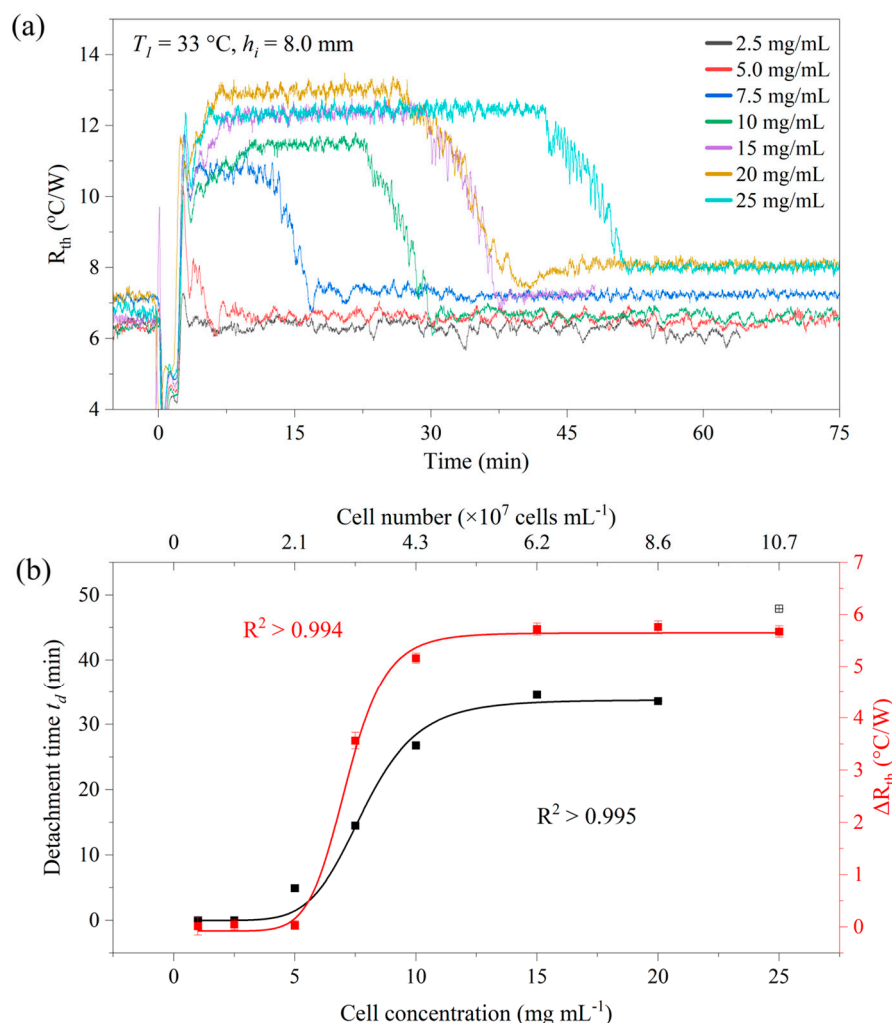 (a)
T₁ = 33 °C, hᵢ = 8.0 mm
2.5 mg/mL
5.0 mg/mL
7.5 mg/mL
10 mg/mL
15 mg/mL
20 mg/mL
25 mg/mL
14
12
10
8
6
4
R_th (°C/W)
0 15 30 45 60 75
Time (min)
Cell number (×10⁷ cells mL⁻¹)
0 2.1 4.3 6.2 8.6 10.7
(b)
50
40
30
20
10
0
Detachment time t_d (min)
R² > 0.994
R² > 0.995
7
6
5
4
3
2
1
0
ΔR_th (°C/W)
0 5 10 15 20 25
Cell concentration (mg mL⁻¹)